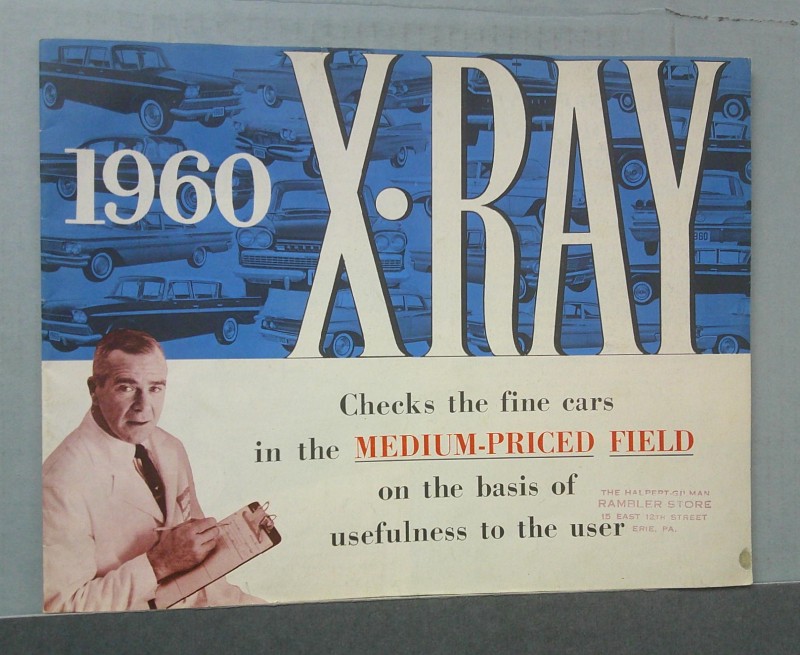 1960
X·RAY
Checks the fine cars
in the MEDIUM-PRICED FIELD
on the basis of
usefulness to the user
THE HALPERT-GILMAN
RAMBLER STORE
15 EAST 12TH STREET
ERIE, PA.